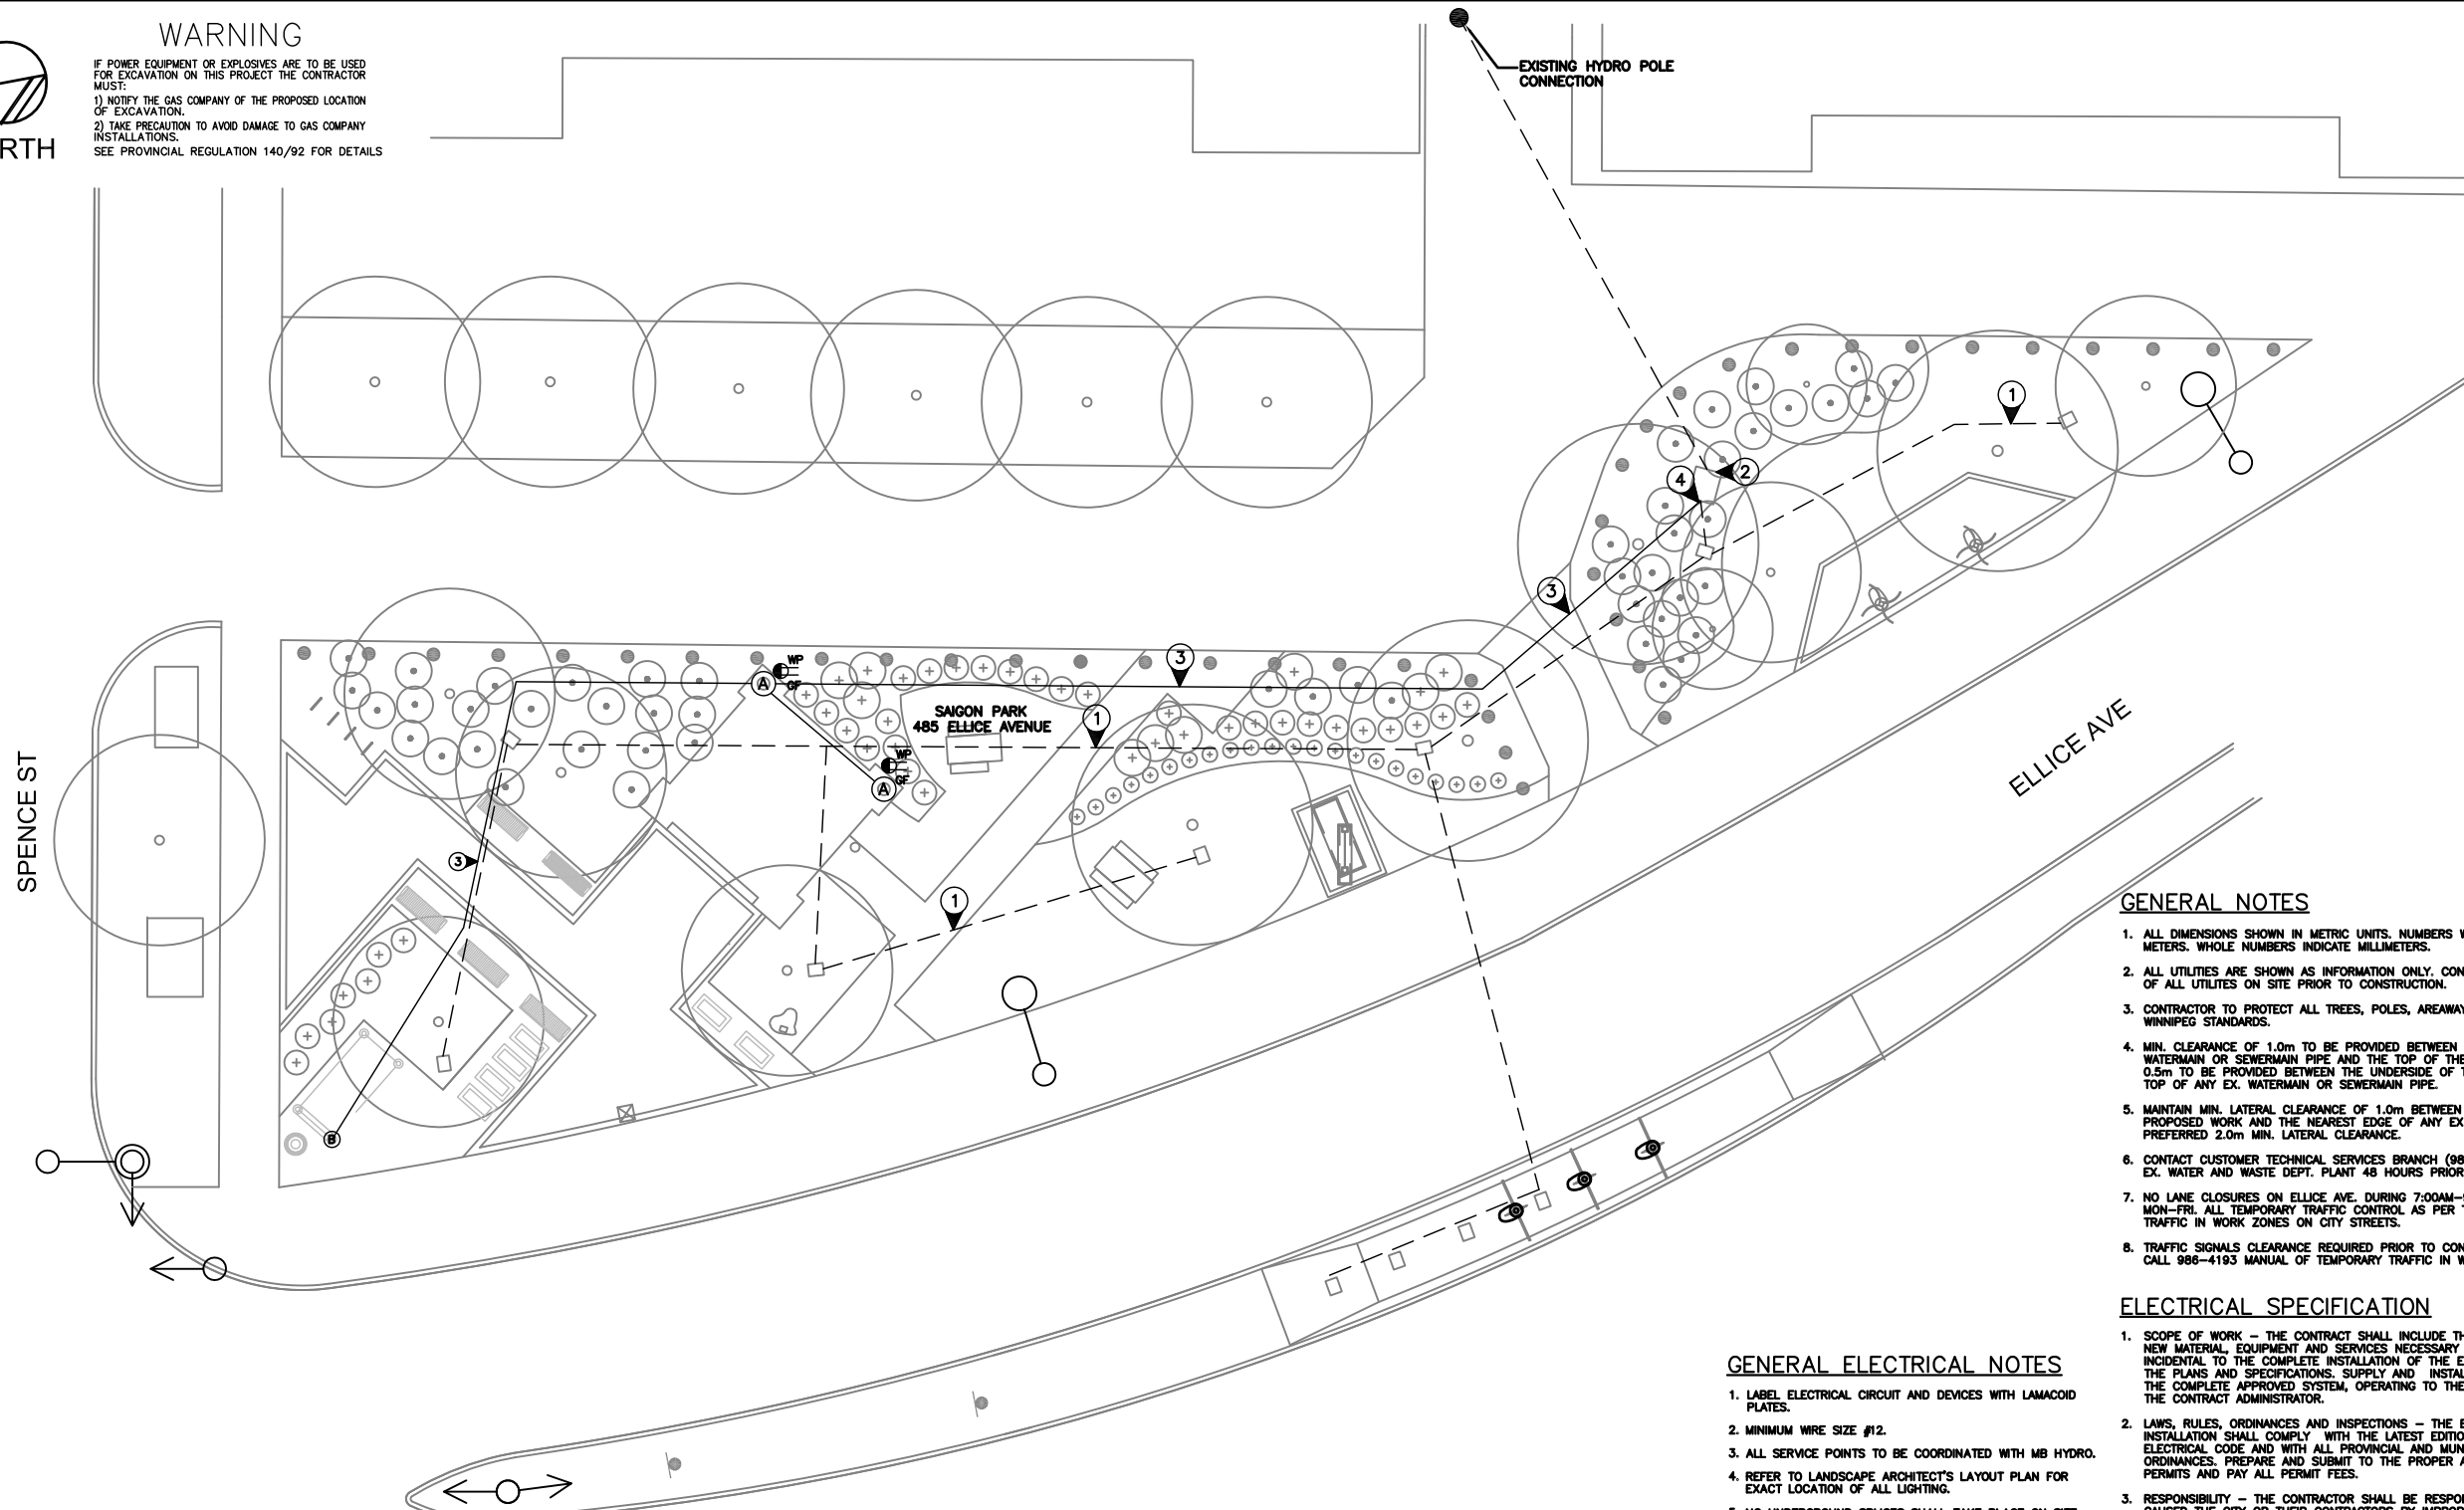 WARNING
IF POWER EQUIPMENT OR EXPLOSIVES ARE TO BE USED
FOR EXCAVATION ON THIS PROJECT THE CONTRACTOR
MUST:
1) NOTIFY THE GAS COMPANY OF THE PROPOSED LOCATION
OF EXCAVATION.
2) TAKE PRECAUTION TO AVOID DAMAGE TO GAS COMPANY
INSTALLATIONS.
SEE PROVINCIAL REGULATION 140/92 FOR DETAILS
RTH
EXISTING HYDRO POLE
CONNECTION
1
2
4
3
3
WP
A
GF
SAIGON PARK
485 ELLICE AVENUE
1
WP
GF
A
3
1
B
SPENCE ST
ELLICE AVE
GENERAL NOTES
1. ALL DIMENSIONS SHOWN IN METRIC UNITS. NUMBERS
METERS. WHOLE NUMBERS INDICATE MILLIMETERS.
2. ALL UTILITIES ARE SHOWN AS INFORMATION ONLY.
OF ALL UTILITES ON SITE PRIOR TO CONSTRUCTION.
3. CONTRACTOR TO PROTECT ALL TREES, POLES,
WINNIPEG STANDARDS.
4. MIN. CLEARANCE OF 1.0m TO BE PROVIDED BETWEEN
WATERMAIN OR SEWERMAIN PIPE AND THE TOP OF
0.5m TO BE PROVIDED BETWEEN THE UNDERSIDE OF
TOP OF ANY EX. WATERMAIN OR SEWERMAIN PIPE.
5. MAINTAIN MIN. LATERAL CLEARANCE OF 1.0m BETWEEN
PROPOSED WORK AND THE NEAREST EDGE OF ANY EX
PREFERRED 2.0m MIN. LATERAL CLEARANCE.
6. CONTACT CUSTOMER TECHNICAL SERVICES BRANCH (98
EX. WATER AND WASTE DEPT. PLANT 48 HOURS PRIOR
7. NO LANE CLOSURES ON ELLICE AVE. DURING 7:00AM-
MON-FRI. ALL TEMPORARY TRAFFIC CONTROL AS PER
TRAFFIC IN WORK ZONES ON CITY STREETS.
8. TRAFFIC SIGNALS CLEARANCE REQUIRED PRIOR TO CON
CALL 986-4193 MANUAL OF TEMPORARY TRAFFIC IN W
ELECTRICAL SPECIFICATION
1. SCOPE OF WORK – THE CONTRACT SHALL INCLUDE TH
NEW MATERIAL, EQUIPMENT AND SERVICES NECESSARY
INCIDENTAL TO THE COMPLETE INSTALLATION OF THE E
THE PLANS AND SPECIFICATIONS. SUPPLY AND INSTAL
THE COMPLETE APPROVED SYSTEM, OPERATING TO THE
THE CONTRACT ADMINISTRATOR.
2. LAWS, RULES, ORDINANCES AND INSPECTIONS – THE E
INSTALLATION SHALL COMPLY WITH THE LATEST EDITIO
ELECTRICAL CODE AND WITH ALL PROVINCIAL AND MUN
ORDINANCES. PREPARE AND SUBMIT TO THE PROPER A
PERMITS AND PAY ALL PERMIT FEES.
3. RESPONSIBILITY – THE CONTRACTOR SHALL BE
GENERAL ELECTRICAL NOTES
1. LABEL ELECTRICAL CIRCUIT AND DEVICES WITH LAMACOID
PLATES.
2. MINIMUM WIRE SIZE #12.
3. ALL SERVICE POINTS TO BE COORDINATED WITH MB HYDRO.
4. REFER TO LANDSCAPE ARCHITECT'S LAYOUT PLAN FOR
EXACT LOCATION OF ALL LIGHTING.